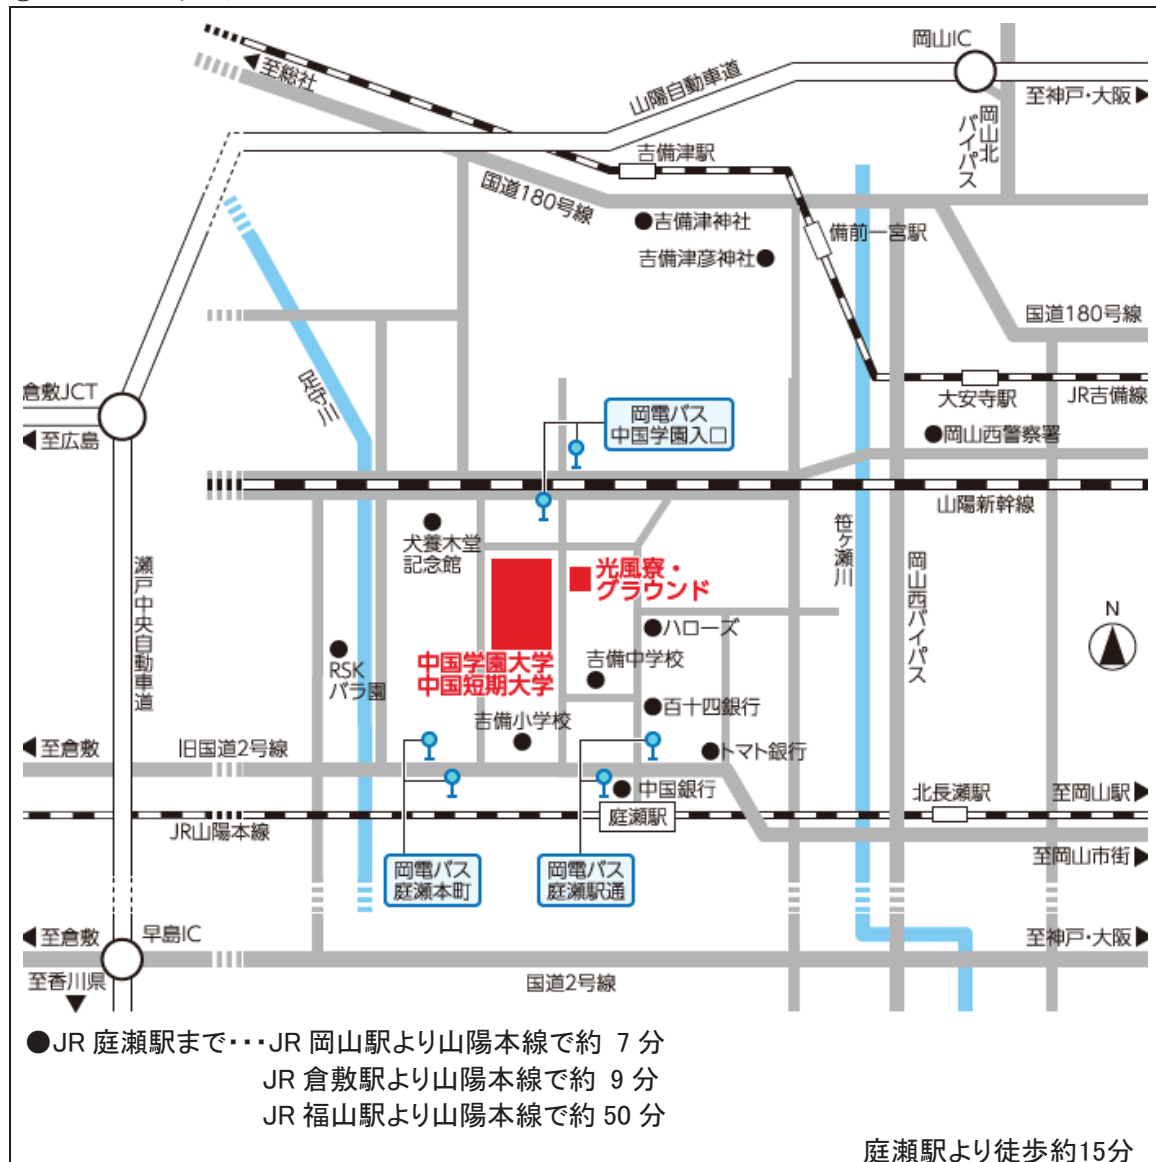 岡山IC
至総社
山陽自動車道
至神戸・大阪
岡山北
バイパス
吉備津駅
国道180号線
吉備津神社
備前一宮駅
吉備津彦神社
国道180号線
足守川
倉敷JCT
大安寺駅
JR吉備線
岡電バス
中国学園入口
至広島
岡山西警察署
山陽新幹線
犬養木堂
記念館
笹ヶ瀬川
瀬戸中央自動車道
岡山西バイパス
光風寮・
グラウンド
N
ハローズ
中国学園大学
中国短期大学
吉備中学校
RSK
バラ園
百十四銀行
吉備小学校
至倉敷
旧国道2号線
トマト銀行
中国銀行
北長瀬駅
至岡山駅
庭瀬駅
JR山陽本線
至岡山市街
岡電バス
庭瀬本町
岡電バス
庭瀬駅通
至倉敷
早島IC
至神戸・大阪
至香川県
国道2号線
●JR 庭瀬駅まで・・・JR 岡山駅より山陽本線で約 7 分
JR 倉敷駅より山陽本線で約 9 分
JR 福山駅より山陽本線で約 50 分
庭瀬駅より徒歩約15分